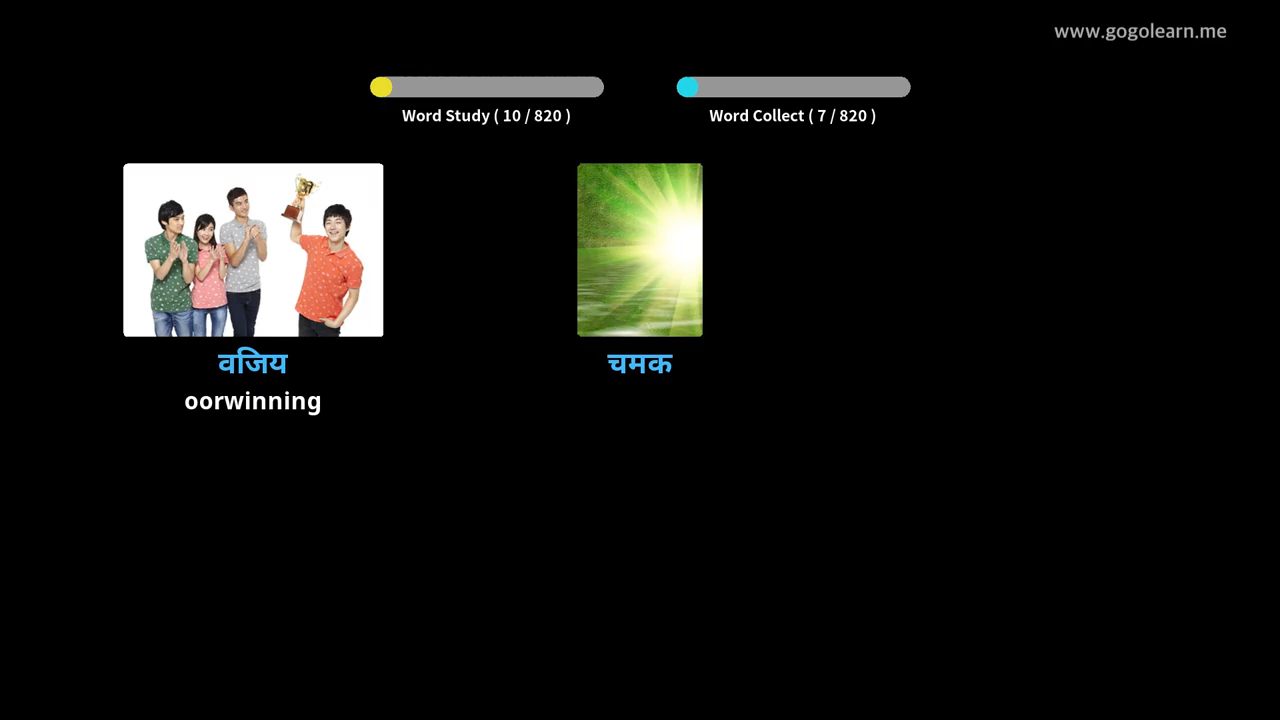 www.gogolearn.me
Word Study ( 10 / 820 )
Word Collect ( 7 / 820 )
वजिय
चमक
oorwinning